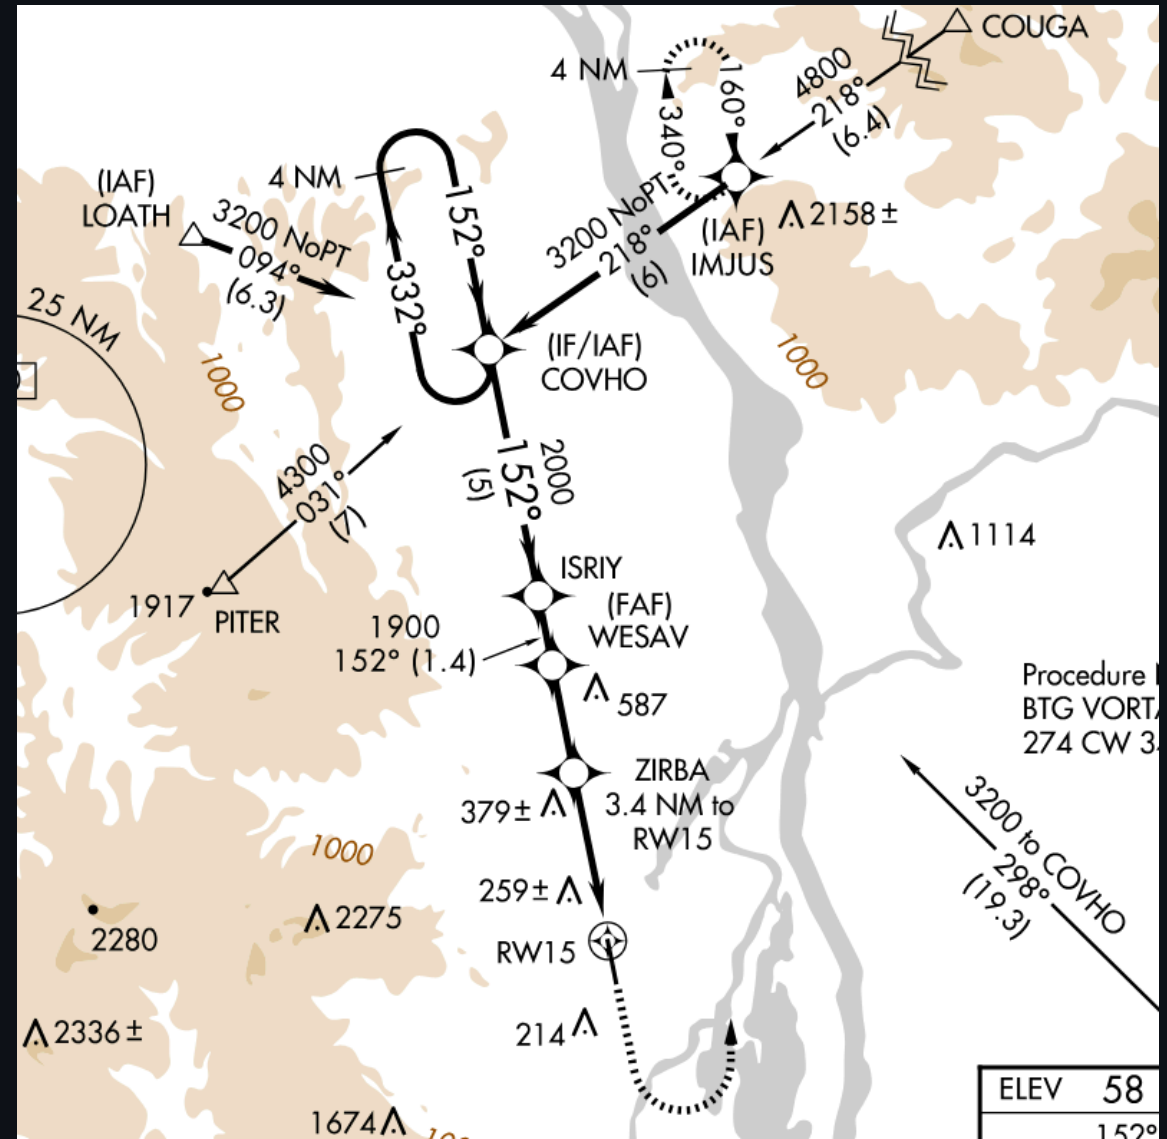 COUGA
4800
218°
(6.4)
4 NM
160°
340°
(IAF)
IMJUS
2158±
3200 NoPT
218°
(6)
4 NM
152°
332°
(IAF)
LOATH
3200 NoPT
094°
(6.3)
25 NM
1000
(IF/IAF)
COVHO
1000
4300
031°
(7)
2000
152°
(5)
1114
ISRIY
1917
PITER
(FAF)
WESAV
1900
152° (1.4)
587
Procedure
BTG VORTA
274 CW 3
ZIRBA
3.4 NM to
RW15
379±
3200 to COVHO
298°
(19.3)
1000
259±
2280
2275
RW15
214
2336±
1674
ELEV 58
152°